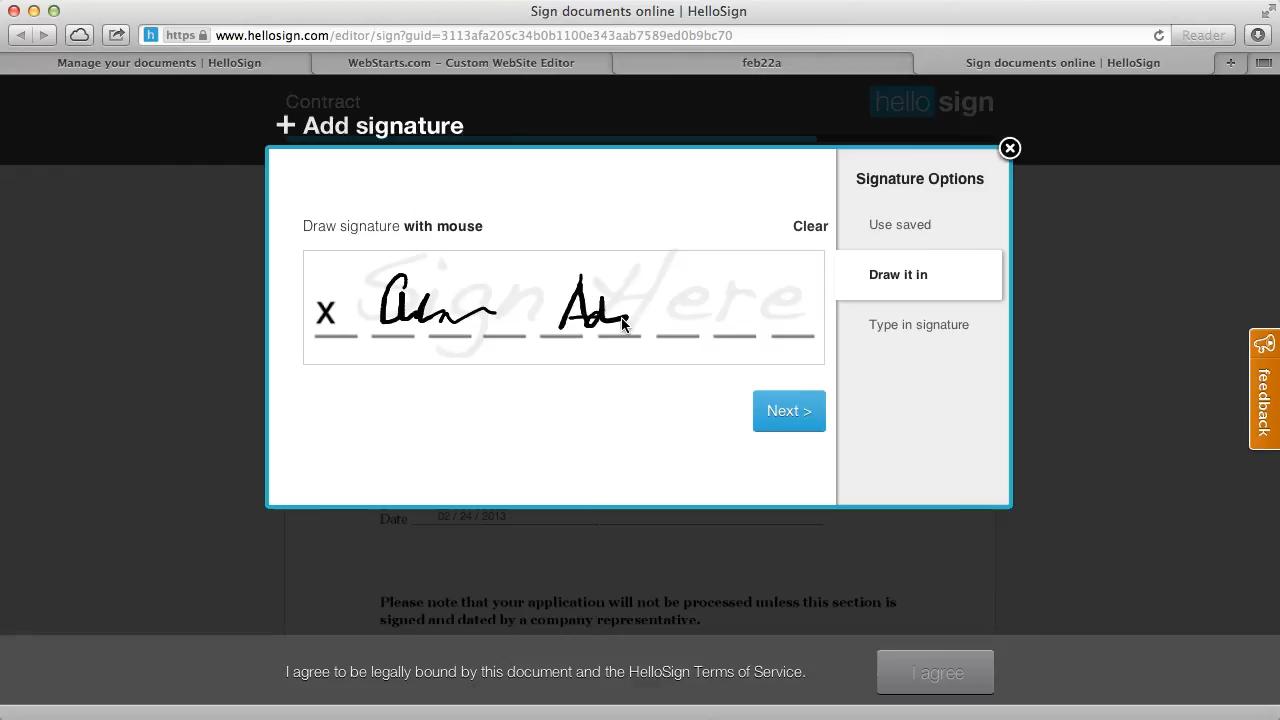 Sign documents online | HelloSign
https www.hellosign.com/editor/sign?guid=3113afa205c34b0b1100e343aab7589ed0b9bc70 Reader
Manage your documents | HelloSign WebStarts.com – Custom WebSite Editor feb22a Sign documents online | HelloSign
Contract hello sign
+ Add signature
Signature Options
Draw signature with mouse Clear
Use saved
Draw it in
Type in signature
Sign Here
X
Next >
feedback
Date 02 / 24 / 2013
Please note that your application will not be processed unless this section is
signed and dated by a company representative.
I agree to be legally bound by this document and the HelloSign Terms of Service. I agree